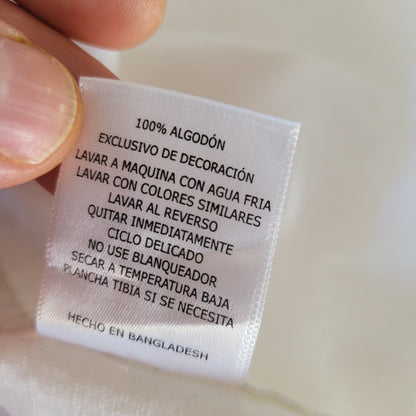 100% ALGODÓN
EXCLUSIVO DE DECORACIÓN
LAVAR A MAQUINA CON AGUA FRIA
LAVAR CON COLORES SIMILARES
LAVAR AL REVERSO
QUITAR INMEDIATAMENTE
CICLO DELICADO
NO USE BLANQUEADOR
SECAR A TEMPERATURA BAJA
PLANCHA TIBIA SI SE NECESITA
HECHO EN BANGLADESH